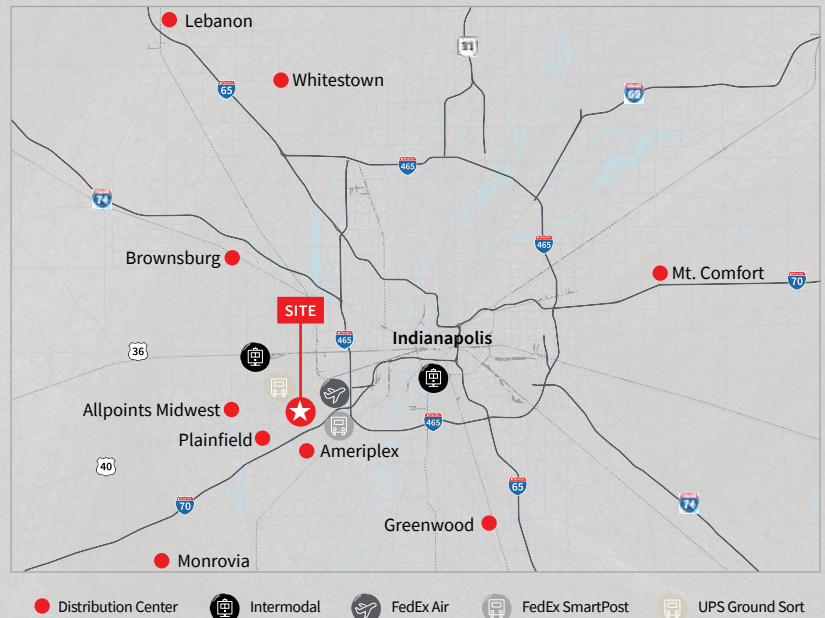 Lebanon
31
Whitestown
65
69
465
74
465
Brownsburg
Mt. Comfort
70
SITE
Indianapolis
465
36
Allpoints Midwest
465
Plainfield
Ameriplex
40
65
70
74
Greenwood
Monrovia
Distribution Center
Intermodal
FedEx Air
FedEx SmartPost
UPS Ground Sort